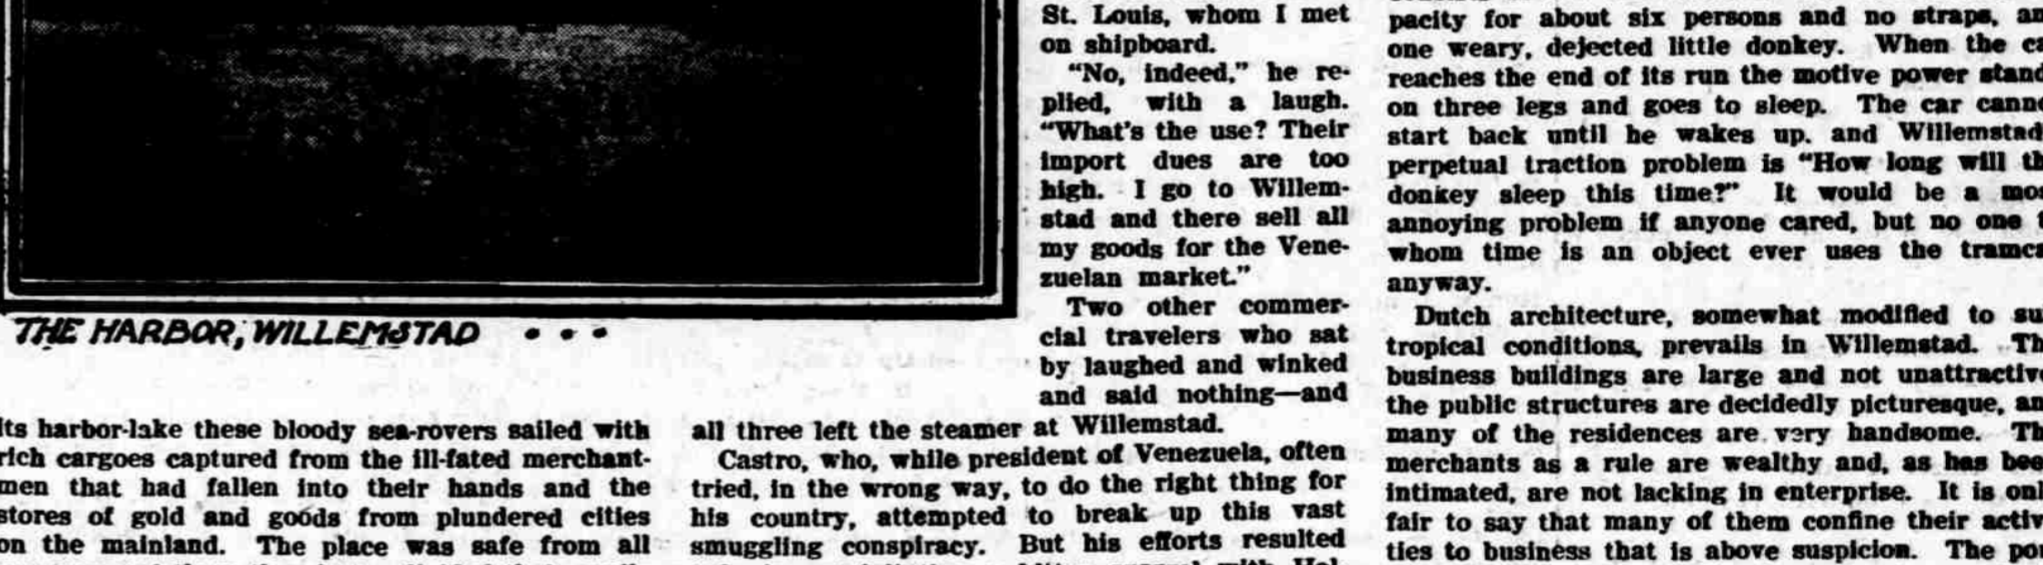 THE HARBOR, WILLEMSTAD • • •
its harbor-lake these bloody sea-rovers sailed with
rich cargoes captured from the ill-fated merchant-
men that had fallen into their hands and the
stores of gold and goods from plundered cities
on the mainland. The place was safe from all
St. Louis, whom I met
on shipboard.
"No, indeed," he re-
plied, with a laugh.
"What's the use? Their
import dues are too
high. I go to Willem-
stad and there sell all
my goods for the Vene-
zuelan market."
Two other commer-
cial travelers who sat
by laughed and winked
and said nothing—and
all three left the steamer at Willemstad.
Castro, who, while president of Venezuela, often
tried, in the wrong way, to do the right thing for
his country, attempted to break up this vast
smuggling conspiracy. But his efforts resulted
pacity for about six persons and no straps, an
one weary, dejected little donkey. When the ca
reaches the end of its run the motive power stand
on three legs and goes to sleep. The car canno
start back until he wakes up. and Willemstad
perpetual traction problem is "How long will th
donkey sleep this time?" It would be a mos
annoying problem if anyone cared, but no one t
whom time is an object ever uses the tramca
anyway.
Dutch architecture, somewhat modified to su
tropical conditions, prevails in Willemstad. Th
business buildings are large and not unattractive
the public structures are decidedly picturesque, an
many of the residences are very handsome. Th
merchants as a rule are wealthy and, as has bee
intimated, are not lacking in enterprise. It is onl
fair to say that many of them confine their activi
ties to business that is above suspicion. The po